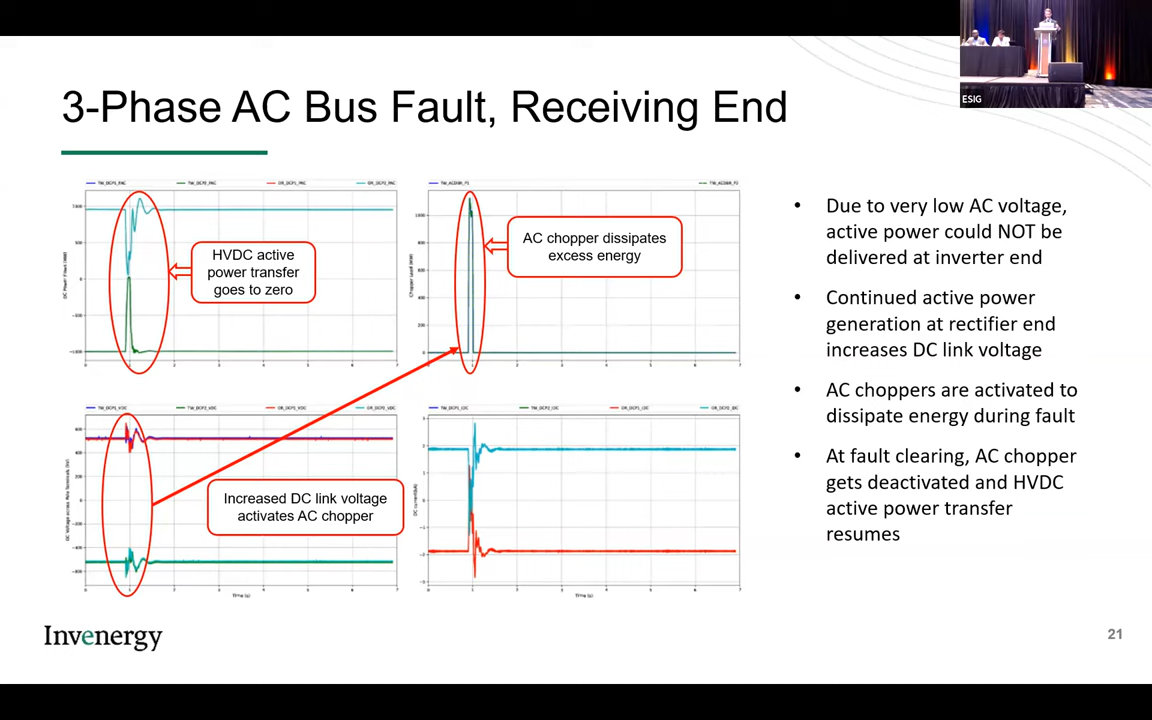 ESIG
3-Phase AC Bus Fault, Receiving End
HVDC active
power transfer
goes to zero
AC chopper dissipates
excess energy
Increased DC link voltage
activates AC chopper
Time (s)
Time (s)
• Due to very low AC voltage,
active power could NOT be
delivered at inverter end
• Continued active power
generation at rectifier end
increases DC link voltage
• AC choppers are activated to
dissipate energy during fault
• At fault clearing, AC chopper
gets deactivated and HVDC
active power transfer
resumes
Invenergy
21